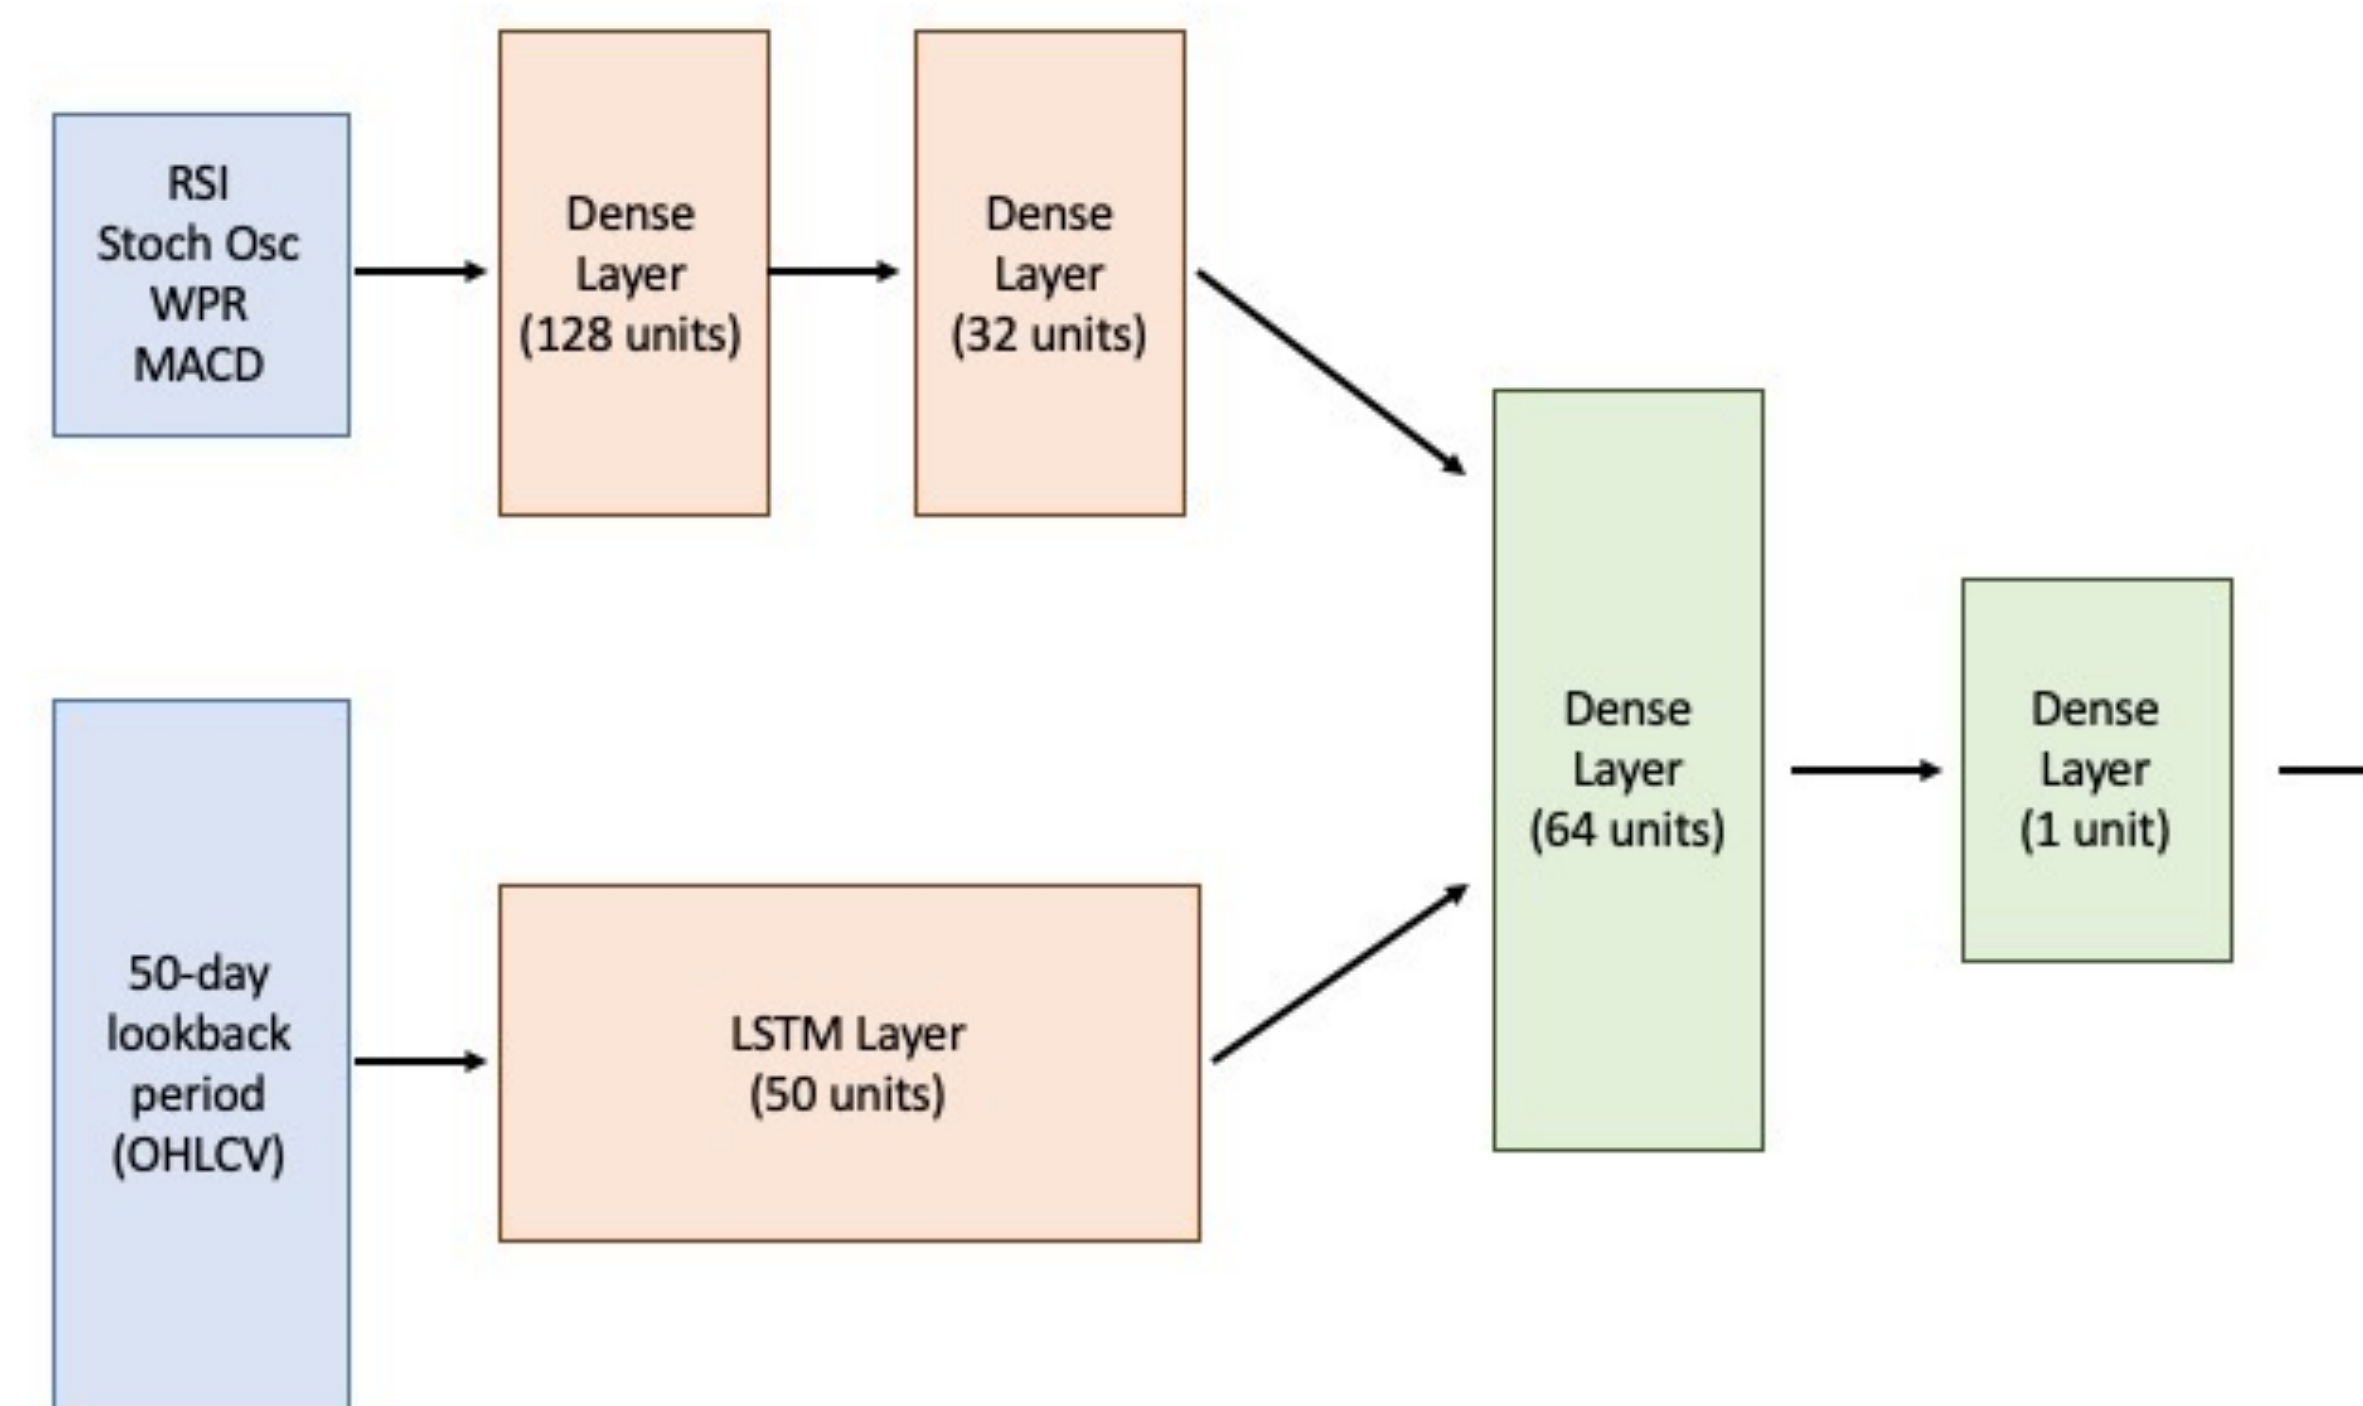 RSI
Stoch Osc
WPR
MACD
Dense
Layer
(128 units)
Dense
Layer
(32 units)
50-day
lookback
period
(OHLCV)
LSTM Layer
(50 units)
Dense
Layer
(64 units)
Dense
Layer
(1 unit)